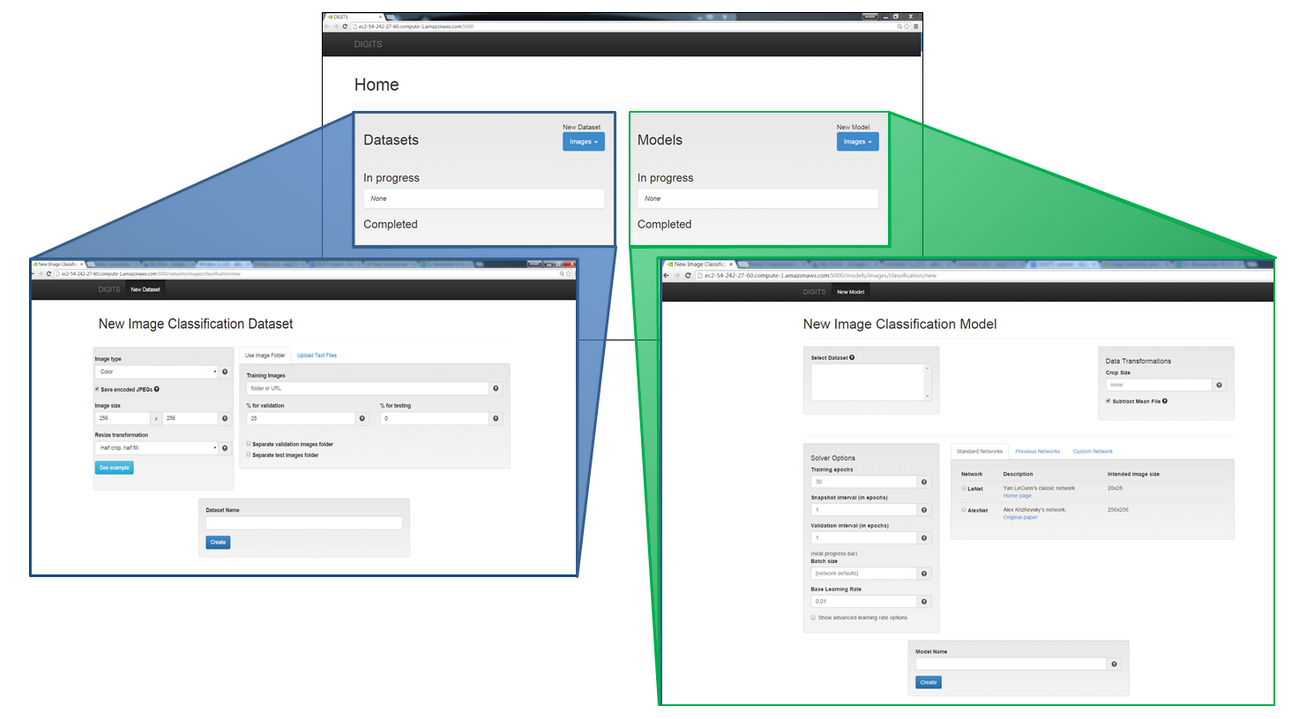 DIGITS
ec2-54-242-27-60.compute-1.amazonaws.com:5000
DIGITS
Home
Datasets
New Dataset
Images
In progress
None
Completed
Models
New Model
Images
In progress
None
Completed
New Image Classific
ec2-54-242-27-60.compute-1.amazonaws.com:5000/datasets/images/classification/new
DIGITS New Dataset
New Image Classification Dataset
Image type
Color
Save encoded JPEGs
Image size
256 x 256
Resize transformation
Half crop, half fill
See example
Use Image Folder Upload Text Files
Training Images
folder or URL
% for validation % for testing
25 0
Separate validation images folder
Separate test images folder
Dataset Name
Create
New Image Classific
ec2-54-242-27-60.compute-1.amazonaws.com:5000/models/images/classification/new
DIGITS New Model
New Image Classification Model
Select Dataset
Data Transformations
Crop Size
none
Subtract Mean File
Solver Options
Training epochs
30
Snapshot interval (in epochs)
1
Validation interval (in epochs)
1
(neat progress bar)
Batch size
[network defaults]
Base Learning Rate
0.01
Show advanced learning rate options
Standard Networks Previous Networks Custom Network
Network Description Intended image size
LeNet Yan LeCunn's classic network 28x28
Home page
AlexNet Alex Krizhevsky's network 256x256
Original paper
Model Name
Create